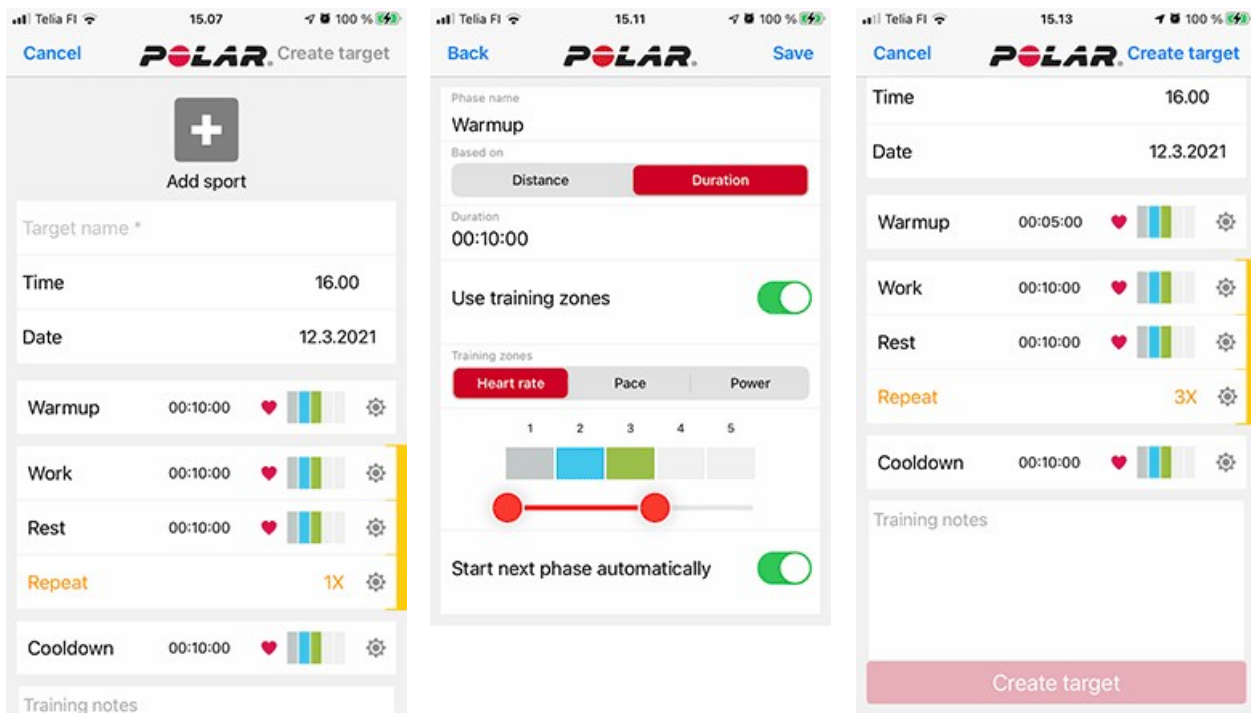 Telia FI 15.07 100 %
Cancel POLAR. Create target
Add sport
Target name *
Time 16.00
Date 12.3.2021
Warmup 00:10:00
Work 00:10:00
Rest 00:10:00
Repeat 1X
Cooldown 00:10:00
Training notes
Telia FI 15.11 100 %
Back POLAR. Save
Phase name
Warmup
Based on
Distance Duration
Duration
00:10:00
Use training zones
Training zones
Heart rate Pace Power
1 2 3 4 5
Start next phase automatically
Telia FI 15.13 100 %
Cancel POLAR. Create target
Time 16.00
Date 12.3.2021
Warmup 00:05:00
Work 00:10:00
Rest 00:10:00
Repeat 3X
Cooldown 00:10:00
Training notes
Create target